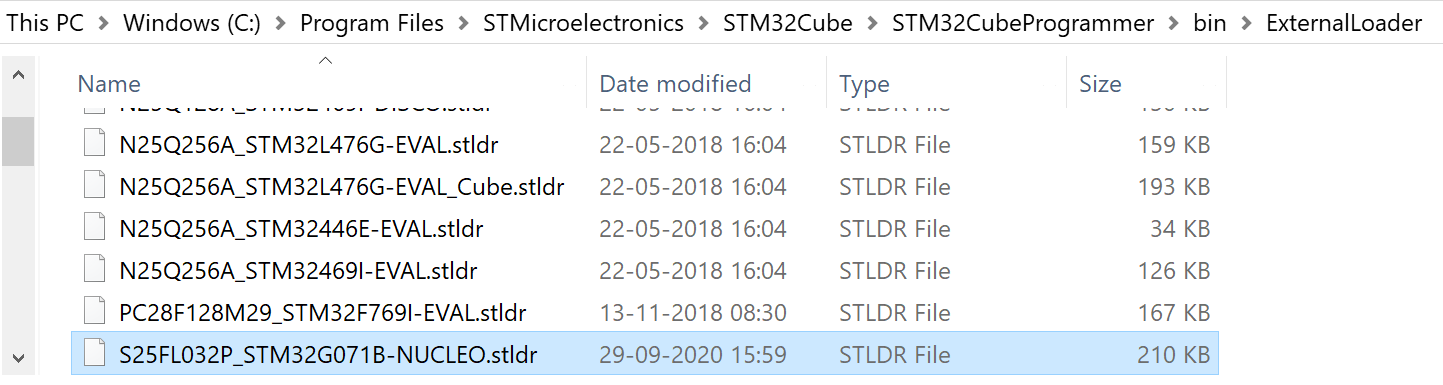 This PC > Windows (C:) > Program Files > STMicroelectronics > STM32Cube > STM32CubeProgrammer > bin > ExternalLoader
Name Date modified Type Size
N25Q256A_STM32L476G-EVAL.stldr 22-05-2018 16:04 STLDR File 159 KB
N25Q256A_STM32L476G-EVAL_Cube.stldr 22-05-2018 16:04 STLDR File 193 KB
N25Q256A_STM32446E-EVAL.stldr 22-05-2018 16:04 STLDR File 34 KB
N25Q256A_STM32469I-EVAL.stldr 22-05-2018 16:04 STLDR File 126 KB
PC28F128M29_STM32F769I-EVAL.stldr 13-11-2018 08:30 STLDR File 167 KB
S25FL032P_STM32G071B-NUCLEO.stldr 29-09-2020 15:59 STLDR File 210 KB